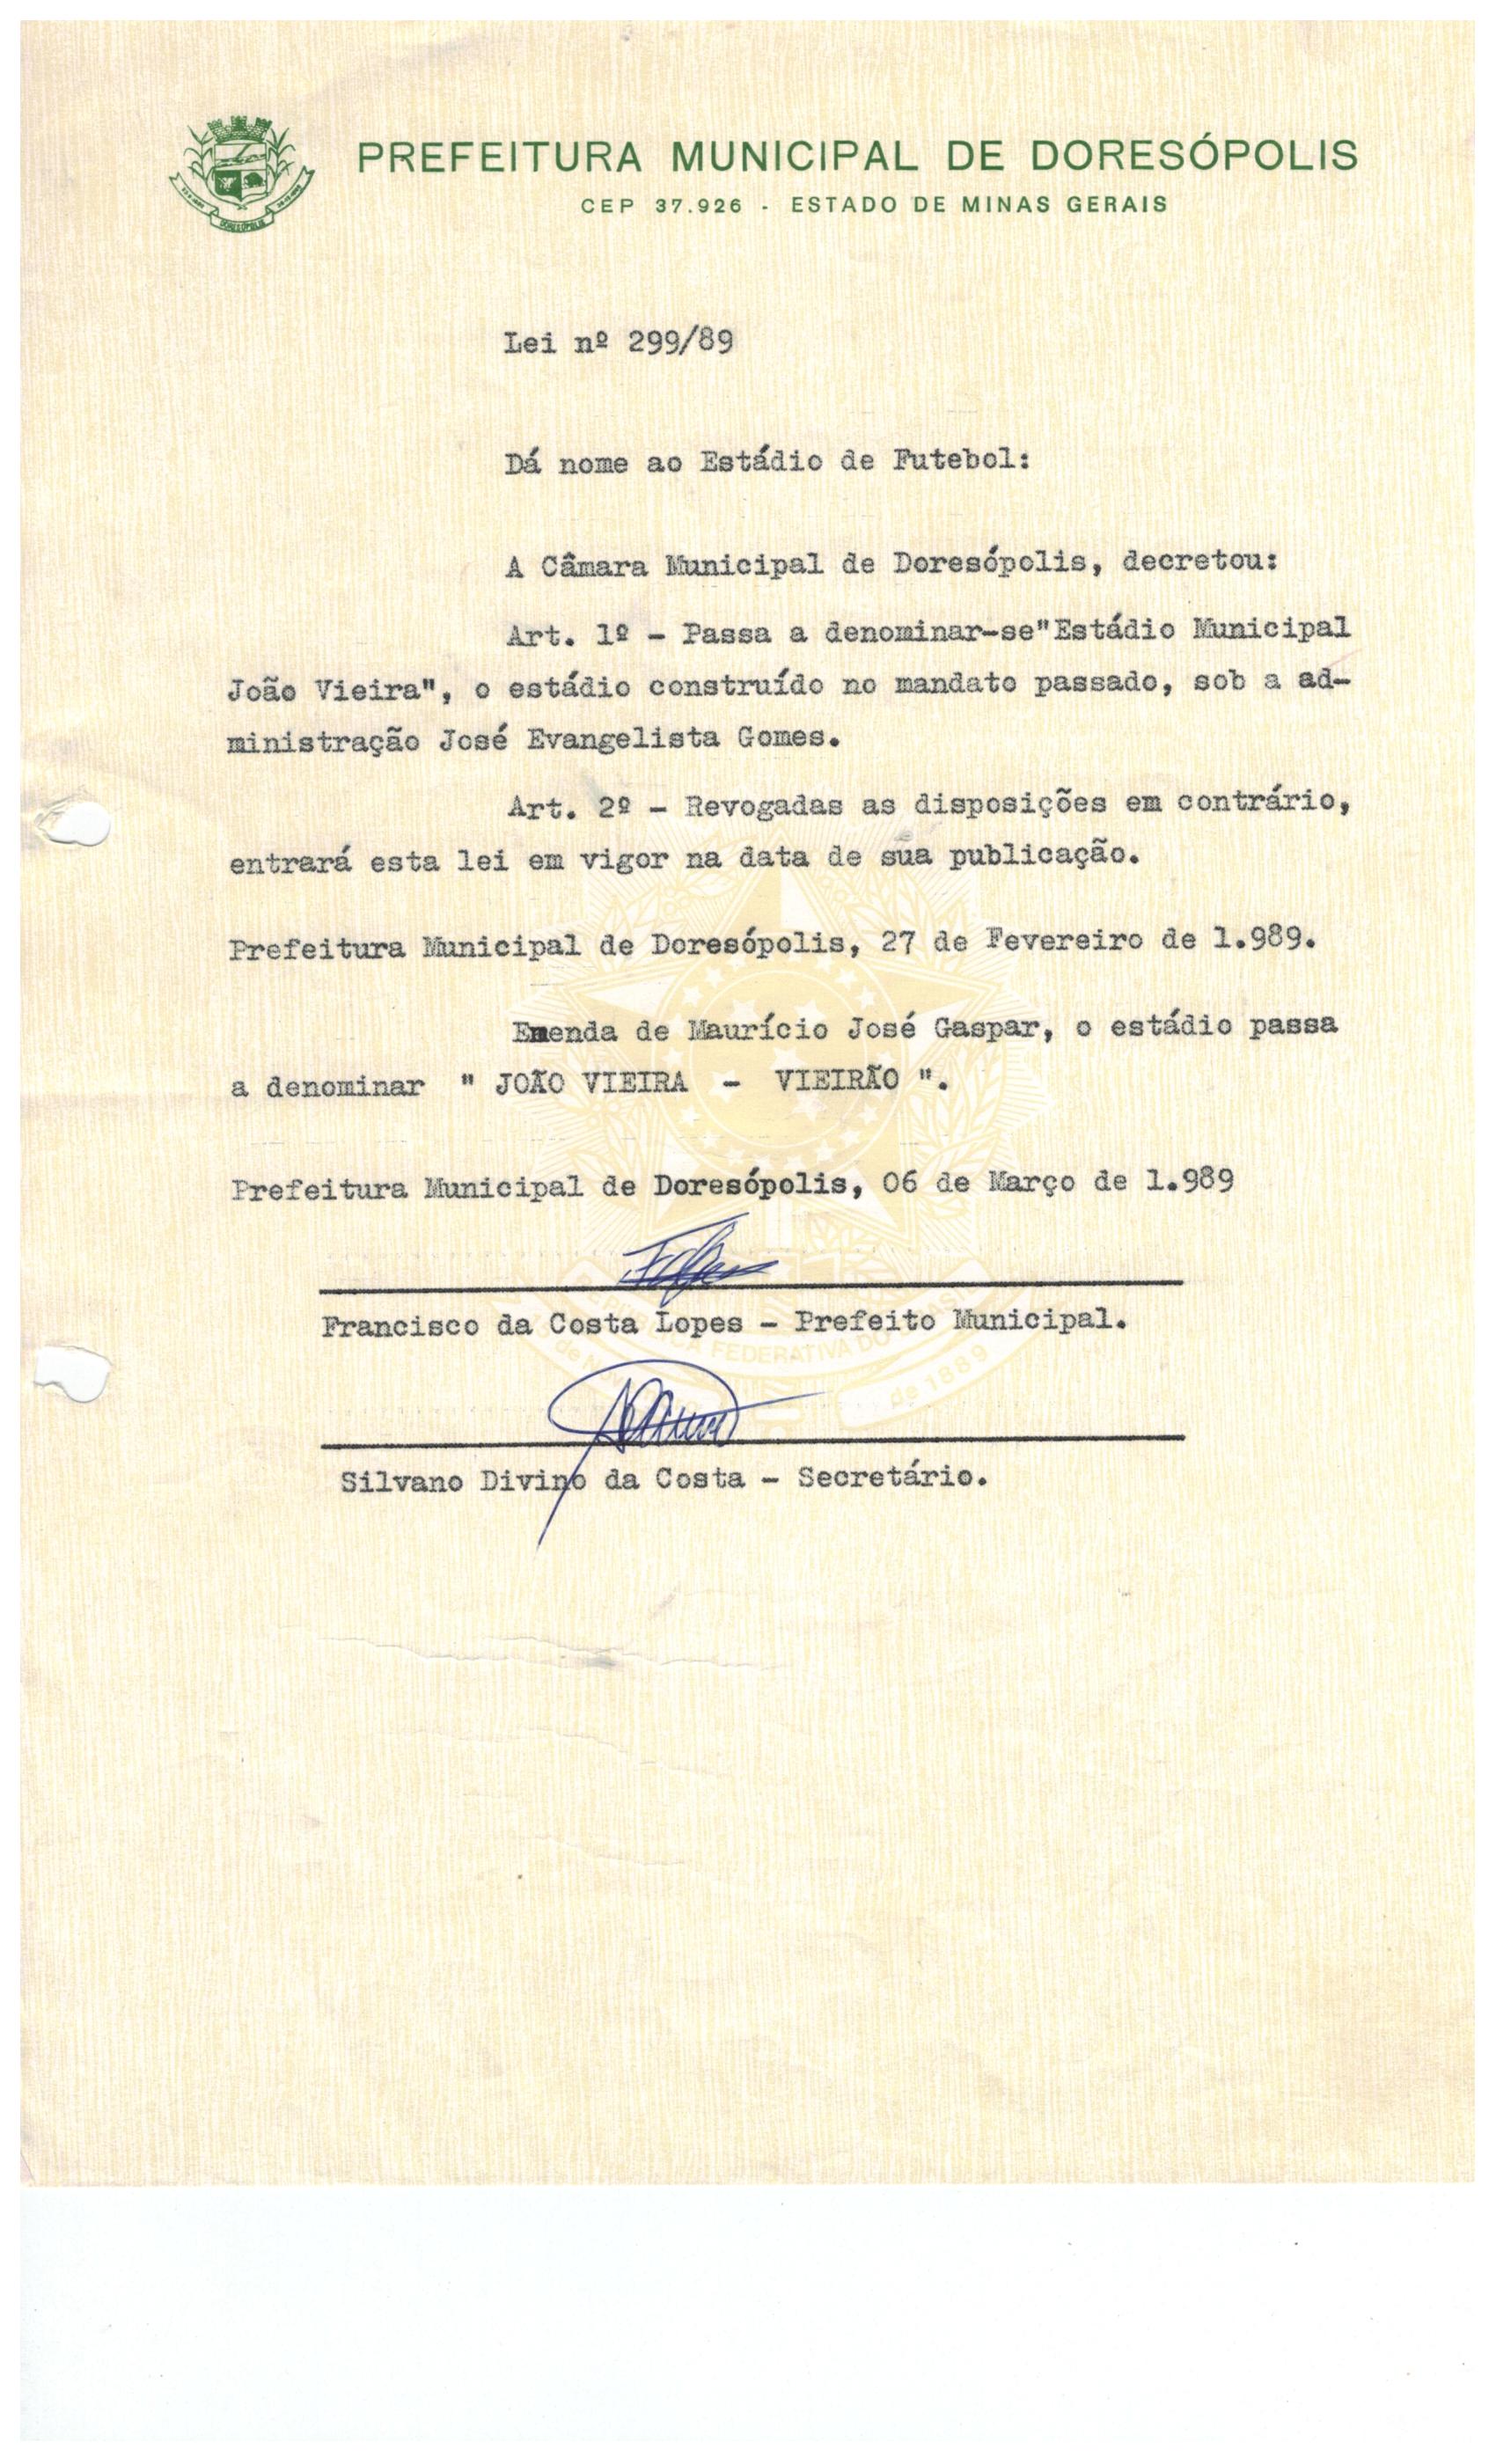 PREFEITURA MUNICIPAL DE DORESÓPOLIS
CEP 37.926 - ESTADO DE MINAS GERAIS
DORESÓPOLIS
Lei nº 299/89
Dá nome ao Estádio de Futebol:
A Câmara Municipal de Doresópolis, decretou:
Art. 1º - Passa a denominar-se"Estádio Municipal
João Vieira", o estádio construído no mandato passado, sob a ad-
ministração José Evangelista Gomes.
Art. 2º - Revogadas as disposições em contrário,
entrará esta lei em vigor na data de sua publicação.
Prefeitura Municipal de Doresópolis, 27 de Fevereiro de 1.989.
Emenda de Maurício José Gaspar, o estádio passa
a denominar " JOÃO VIEIRA - VIEIRÃO ".
Prefeitura Municipal de Doresópolis, 06 de Março de 1.989
Francisco da Costa Lopes - Prefeito Municipal.
FEDERATIVA DO
de 1889
Silvano Divino da Costa - Secretário.